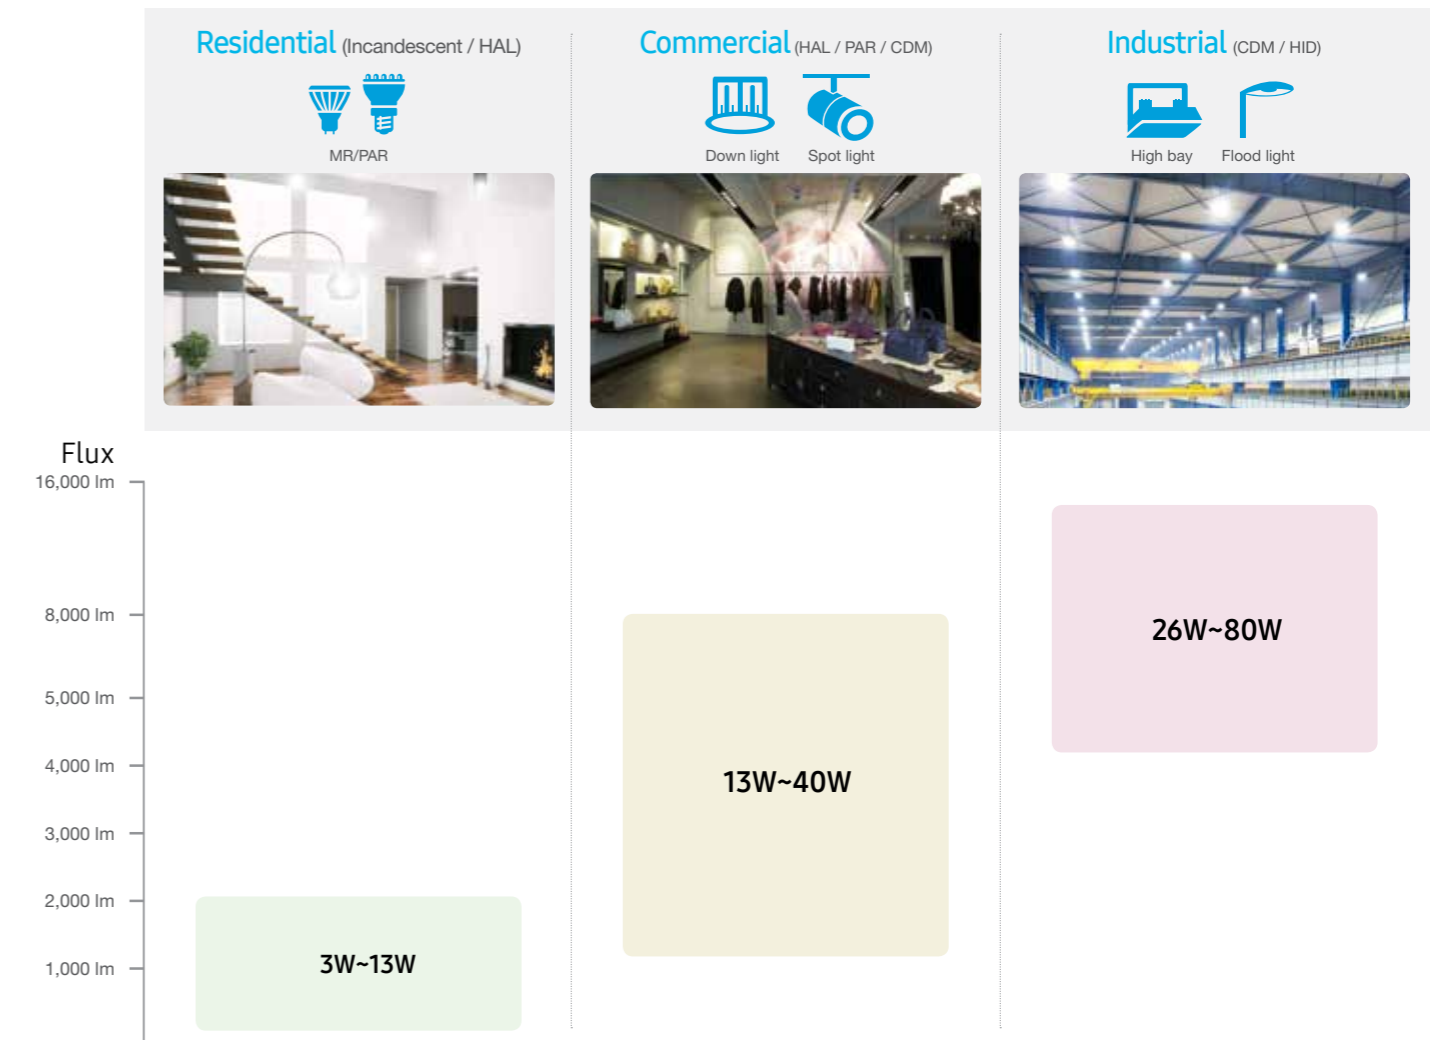 Residential (Incandescent / HAL)
Commercial (HAL / PAR / CDM)
Industrial (CDM / HID)
MR/PAR
Down light
Spot light
High bay
Flood light
Flux
16,000 lm
8,000 lm
26W~80W
5,000 lm
4,000 lm
13W~40W
3,000 lm
2,000 lm
3W~13W
1,000 lm